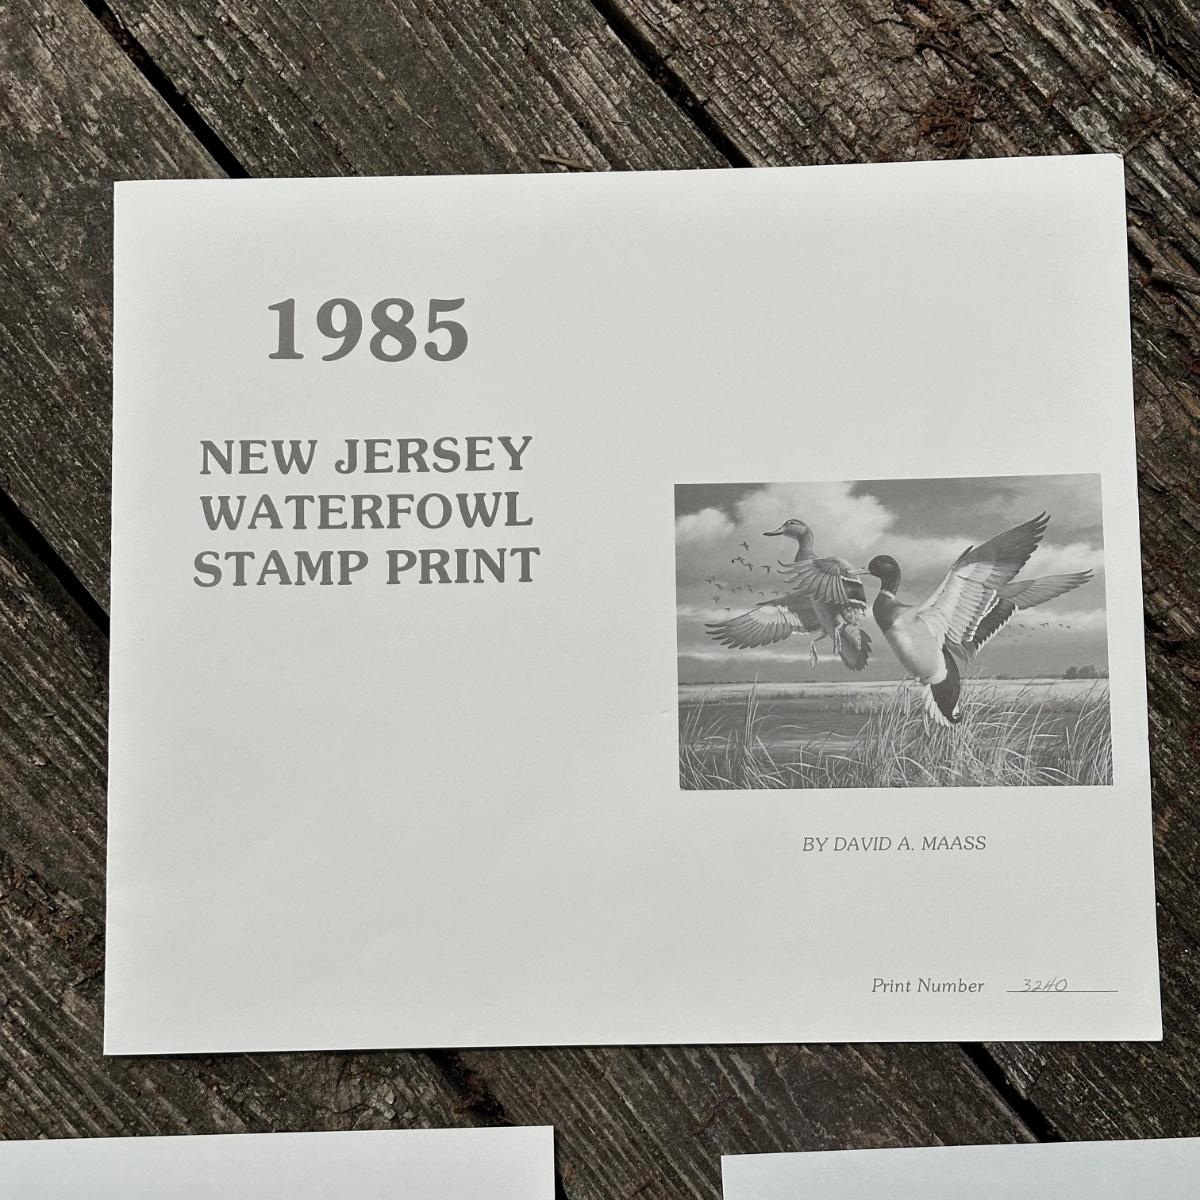 1985
NEW JERSEY
WATERFOWL
STAMP PRINT
BY DAVID A. MAASS
Print Number 3240